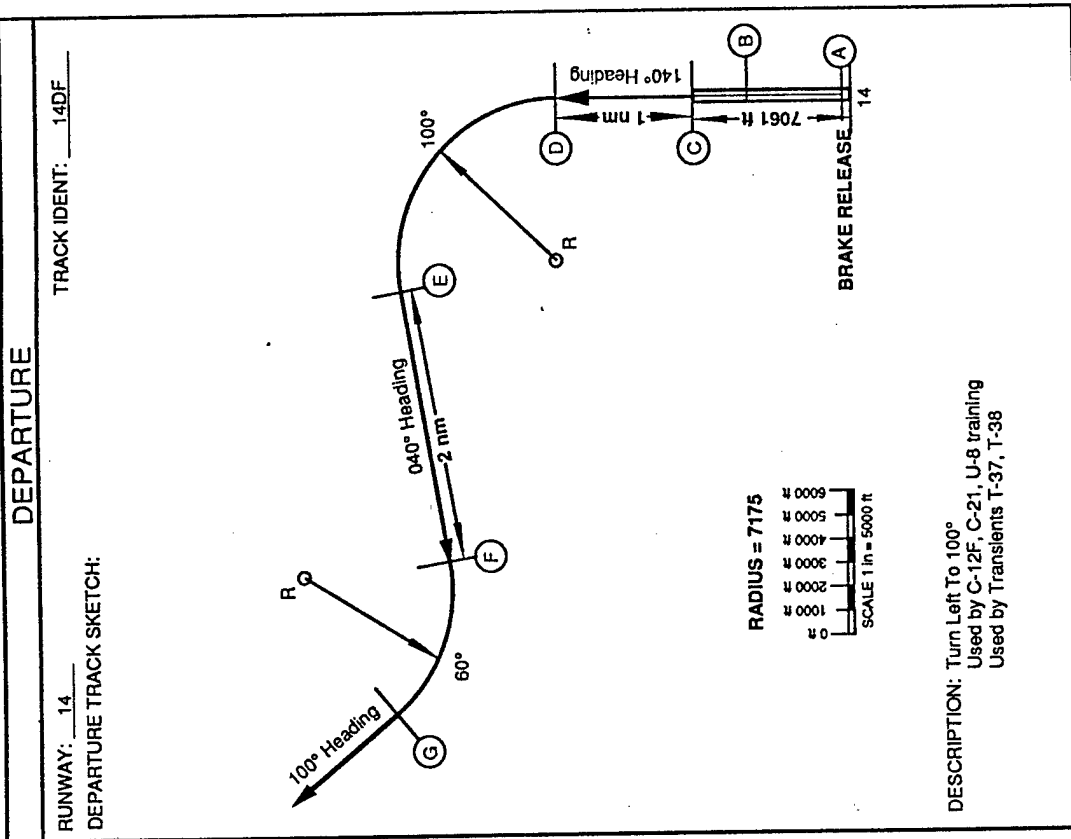 DEPARTURE
RUNWAY: 14
TRACK IDENT: 14DF
DEPARTURE TRACK SKETCH:
100° Heading
G
60°
R
F
040° Heading
2 nm
E
100°
R
D
1 nm
140° Heading
C
7061 ft
B
A
14
BRAKE RELEASE
RADIUS = 7175
0 ft
1000 ft
2000 ft
3000 ft
4000 ft
5000 ft
6000 ft
SCALE 1 in = 5000 ft
DESCRIPTION: Turn Left To 100°
Used by C-12F, C-21, U-8 training
Used by Transients T-37, T-38